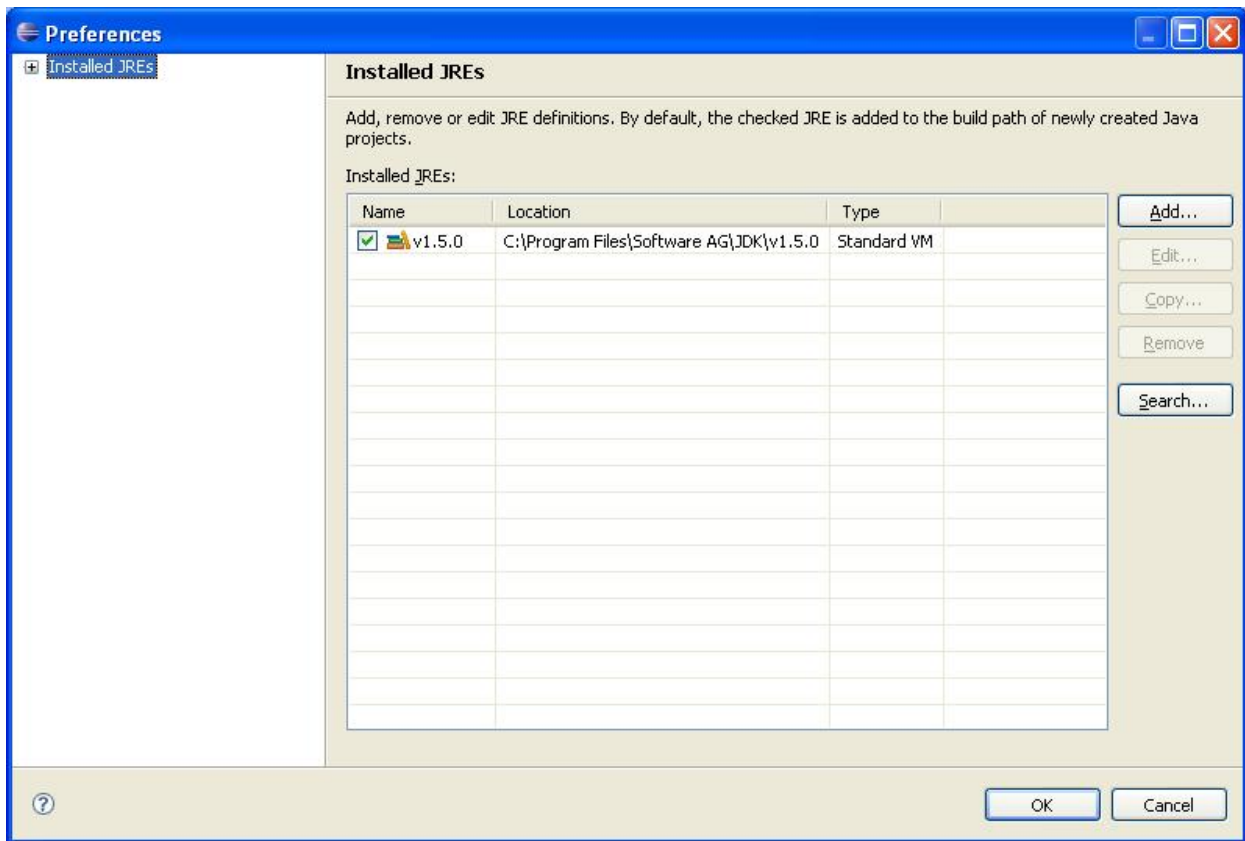 Preferences
Installed JREs
Installed JREs
Add, remove or edit JRE definitions. By default, the checked JRE is added to the build path of newly created Java
projects.
Installed JREs:
Name Location Type
v1.5.0 C:\Program Files\Software AG\JDK\v1.5.0 Standard VM
Add...
Edit...
Copy...
Remove
Search...
OK Cancel